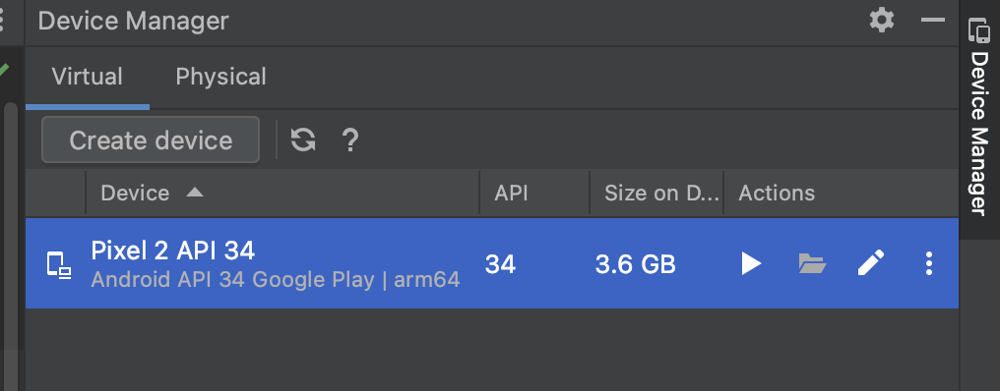 Device Manager
Virtual Physical
Create device ?
Device API Size on D... Actions
Pixel 2 API 34 34 3.6 GB
Android API 34 Google Play | arm64
Device Manager